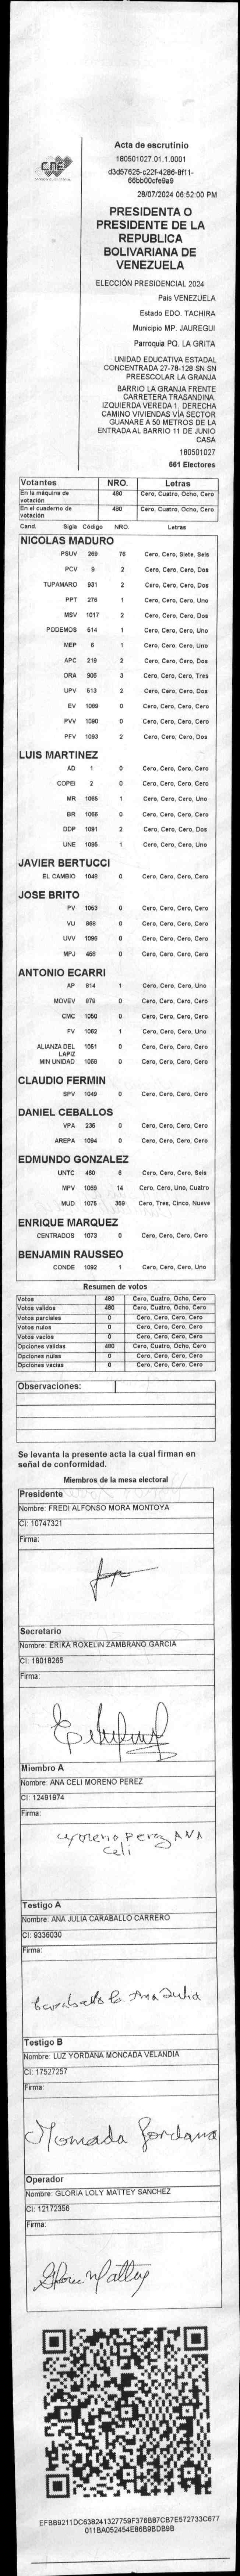 CNE
Acta de escrutinio
180501027.01.1.0001
d3d57625-c22f-4286-8f11-
66bb00cfe9a9
28/07/2024 06:52:00 PM
PRESIDENTA O
PRESIDENTE DE LA
REPUBLICA
BOLIVARIANA DE
VENEZUELA
ELECCIÓN PRESIDENCIAL 2024
Pais VENEZUELA
Estado EDO. TACHIRA
Municipio MP. JAUREGUI
Parroquia PQ. LA GRITA
UNIDAD EDUCATIVA ESTADAL
CONCENTRADA 27-78-128 SN SN
PREESCOLAR LA GRANJA
BARRIO LA GRANJA FRENTE
CARRETERA TRASANDINA.
IZQUIERDA VEREDA 1. DERECHA
CAMINO VIVIENDAS VÍA SECTOR
GUANARE A 50 METROS DE LA
ENTRADA AL BARRIO 11 DE JUNIO
CASA
180501027
661 Electores
Votantes NRO. Letras
En la máquina de votación 480 Cero, Cuatro, Ocho, Cero
En el cuaderno de votación 480 Cero, Cuatro, Ocho, Cero
Cand. Sigla Código NRO. Letras
NICOLAS MADURO
PSUV 269 76 Cero, Cero, Siete, Seis
PCV 9 2 Cero, Cero, Cero, Dos
TUPAMARO 931 2 Cero, Cero, Cero, Dos
PPT 276 1 Cero, Cero, Cero, Uno
MSV 1017 2 Cero, Cero, Cero, Dos
PODEMOS 514 1 Cero, Cero, Cero, Uno
MEP 6 1 Cero, Cero, Cero, Uno
APC 219 2 Cero, Cero, Cero, Dos
ORA 906 3 Cero, Cero, Cero, Tres
UPV 613 2 Cero, Cero, Cero, Dos
EV 1089 0 Cero, Cero, Cero, Cero
PVV 1090 0 Cero, Cero, Cero, Cero
PFV 1093 2 Cero, Cero, Cero, Dos
LUIS MARTINEZ
AD 1 0 Cero, Cero, Cero, Cero
COPEI 2 0 Cero, Cero, Cero, Cero
MR 1065 1 Cero, Cero, Cero, Uno
BR 1066 0 Cero, Cero, Cero, Cero
DDP 1091 2 Cero, Cero, Cero, Dos
UNE 1095 1 Cero, Cero, Cero, Uno
JAVIER BERTUCCI
EL CAMBIO 1048 0 Cero, Cero, Cero, Cero
JOSE BRITO
PV 1053 0 Cero, Cero, Cero, Cero
VU 868 0 Cero, Cero, Cero, Cero
UVV 1096 0 Cero, Cero, Cero, Cero
MPJ 458 0 Cero, Cero, Cero, Cero
ANTONIO ECARRI
AP 914 1 Cero, Cero, Cero, Uno
MOVEV 979 0 Cero, Cero, Cero, Cero
CMC 1050 0 Cero, Cero, Cero, Cero
FV 1062 1 Cero, Cero, Cero, Uno
ALIANZA DEL LAPIZ 1051 0 Cero, Cero, Cero, Cero
MIN UNIDAD 1068 0 Cero, Cero, Cero, Cero
CLAUDIO FERMIN
SPV 1049 0 Cero, Cero, Cero, Cero
DANIEL CEBALLOS
VPA 236 0 Cero, Cero, Cero, Cero
AREPA 1094 0 Cero, Cero, Cero, Cero
EDMUNDO GONZALEZ
UNTC 460 6 Cero, Cero, Cero, Seis
MPV 1069 14 Cero, Cero, Uno, Cuatro
MUD 1075 359 Cero, Tres, Cinco, Nueve
ENRIQUE MARQUEZ
CENTRADOS 1073 0 Cero, Cero, Cero, Cero
BENJAMIN RAUSSEO
CONDE 1092 1 Cero, Cero, Cero, Uno
Resumen de votos
Votos 480 Cero, Cuatro, Ocho, Cero
Votos validos 480 Cero, Cuatro, Ocho, Cero
Votos parciales 0 Cero, Cero, Cero, Cero
Votos nulos 0 Cero, Cero, Cero, Cero
Votos vacios 0 Cero, Cero, Cero, Cero
Opciones validas 480 Cero, Cuatro, Ocho, Cero
Opciones nulas 0 Cero, Cero, Cero, Cero
Opciones vacias 0 Cero, Cero, Cero, Cero
Observaciones:
Se levanta la presente acta la cual firman en
señal de conformidad.
Miembros de la mesa electoral
Presidente
Nombre: FREDI ALFONSO MORA MONTOYA
CI: 10747321
Firma:
Secretario
Nombre: ERIKA ROXELIN ZAMBRANO GARCIA
CI: 18018265
Firma:
Miembro A
Nombre: ANA CELI MORENO PEREZ
CI: 12491974
Firma:
Moreno Perez ANA
Celi
Testigo A
Nombre: ANA JULIA CARABALLO CARRERO
CI: 9336030
Firma:
Caraballo C Ana Julia
Testigo B
Nombre: LUZ YORDANA MONCADA VELANDIA
CI: 17527257
Firma:
Moncada Yordana
Operador
Nombre: GLORIA LOLY MATTEY SANCHEZ
CI: 12172356
Firma:
Gloria Mattey
EFBB9211DC638241327759F376B87CB7E572733C677
011BA052454E86B9BDB9B